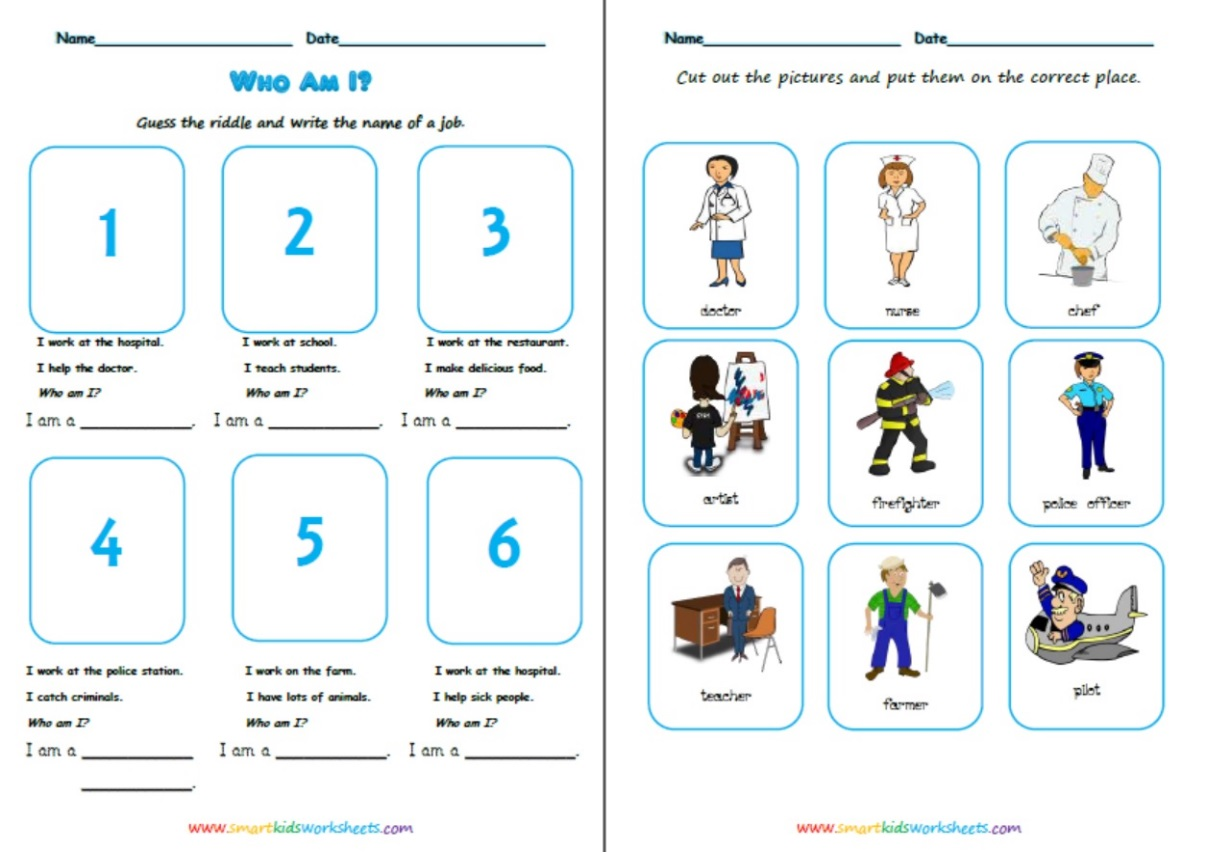 Name____________________ Date____________________
Who Am I?
Guess the riddle and write the name of a job.
1 2 3
I work at the hospital. I work at school. I work at the restaurant.
I help the doctor. I teach students. I make delicious food.
Who am I? Who am I? Who am I?
I am a ___________. I am a ___________. I am a ___________.
4 5 6
I work at the police station. I work on the farm. I work at the hospital.
I catch criminals. I have lots of animals. I help sick people.
Who am I? Who am I? Who am I?
I am a ___________ I am a ___________. I am a ___________.
___________.
www.smartkidsworksheets.com
Name____________________ Date____________________
Cut out the pictures and put them on the correct place.
doctor nurse chef
artist firefighter police officer
teacher farmer pilot
www.smartkidsworksheets.com